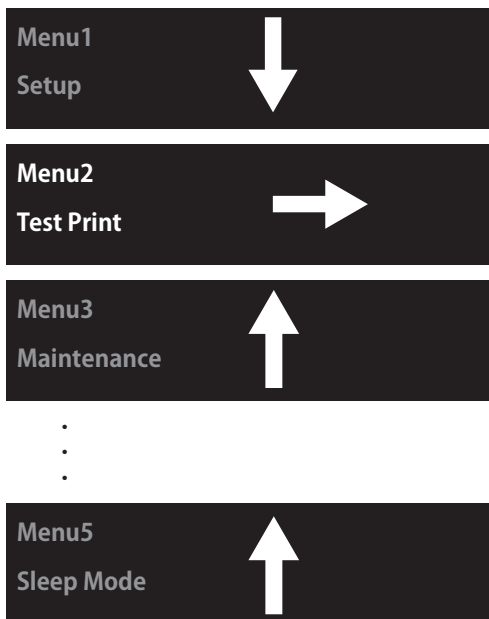 Menu1
Setup
Menu2
Test Print
Menu3
Maintenance
Menu5
Sleep Mode